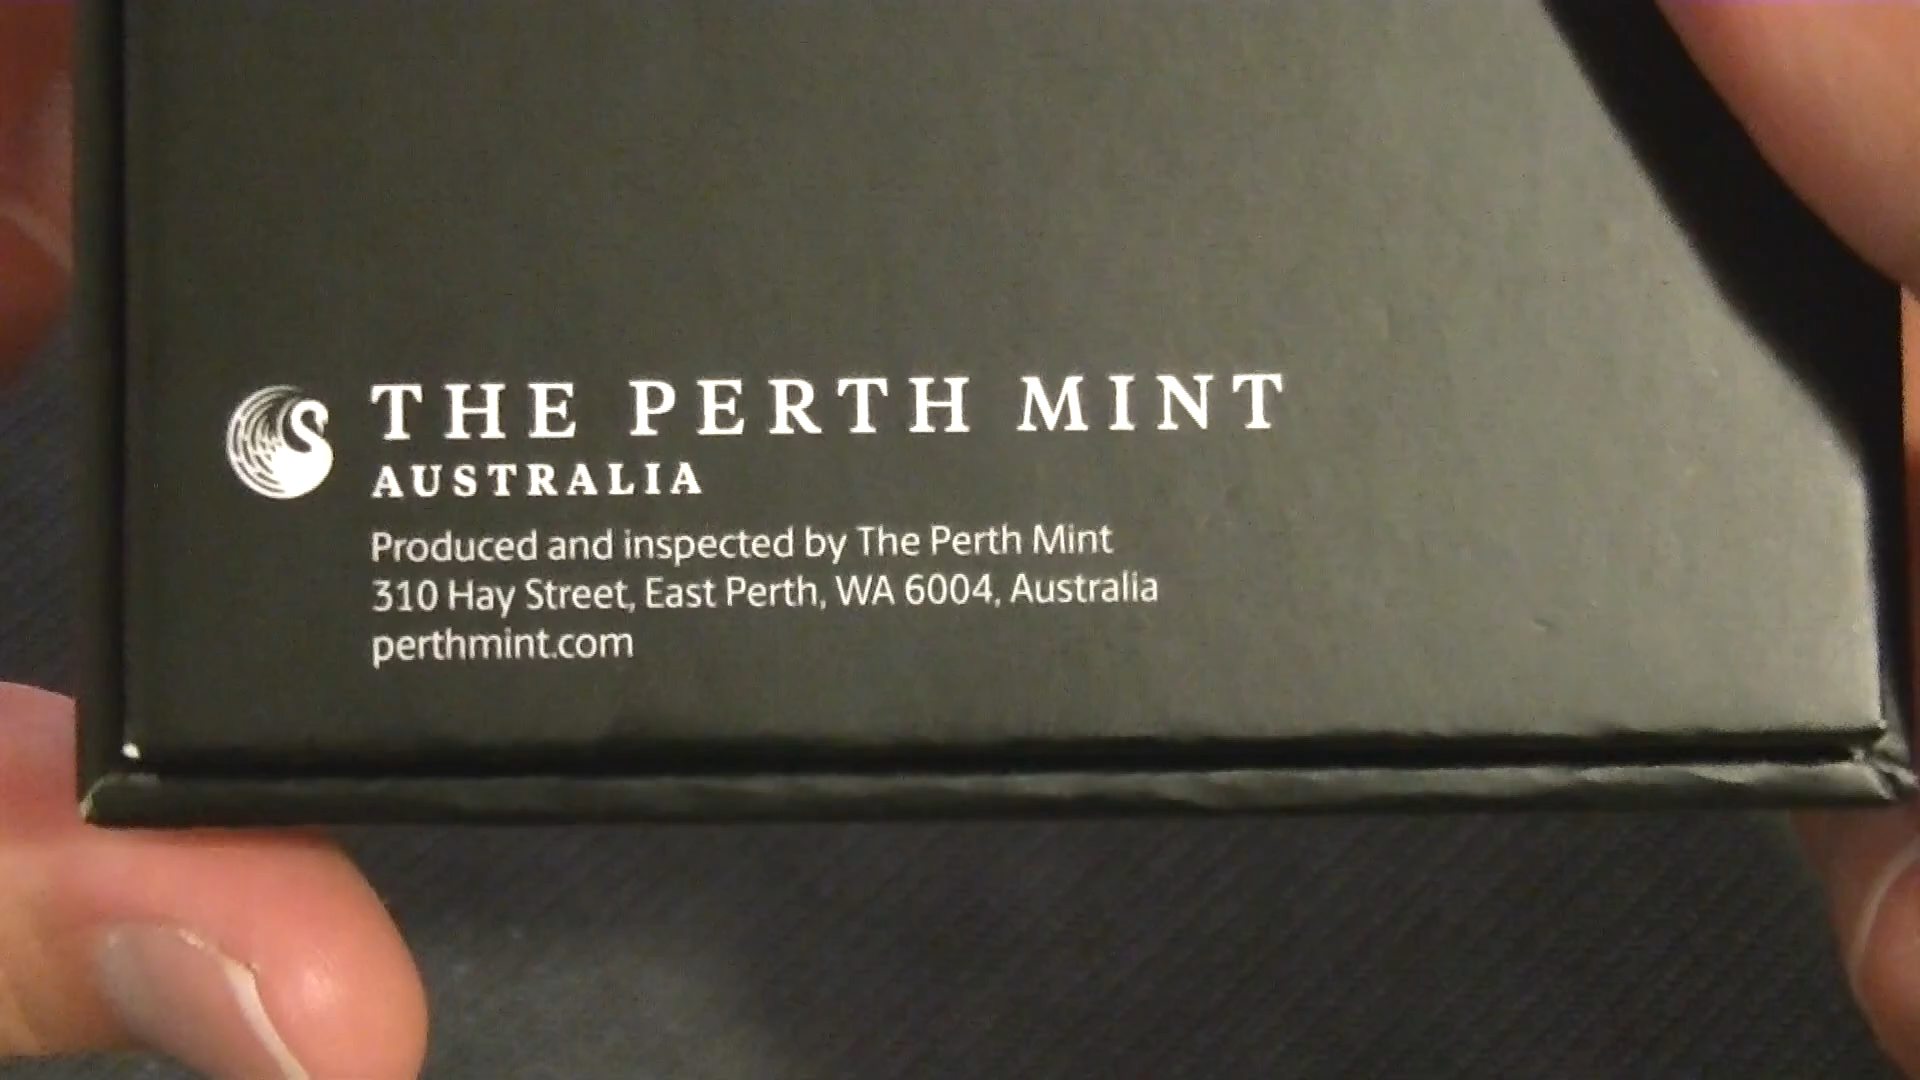 THE PERTH MINT
AUSTRALIA
Produced and inspected by The Perth Mint
310 Hay Street, East Perth, WA 6004, Australia
perthmint.com